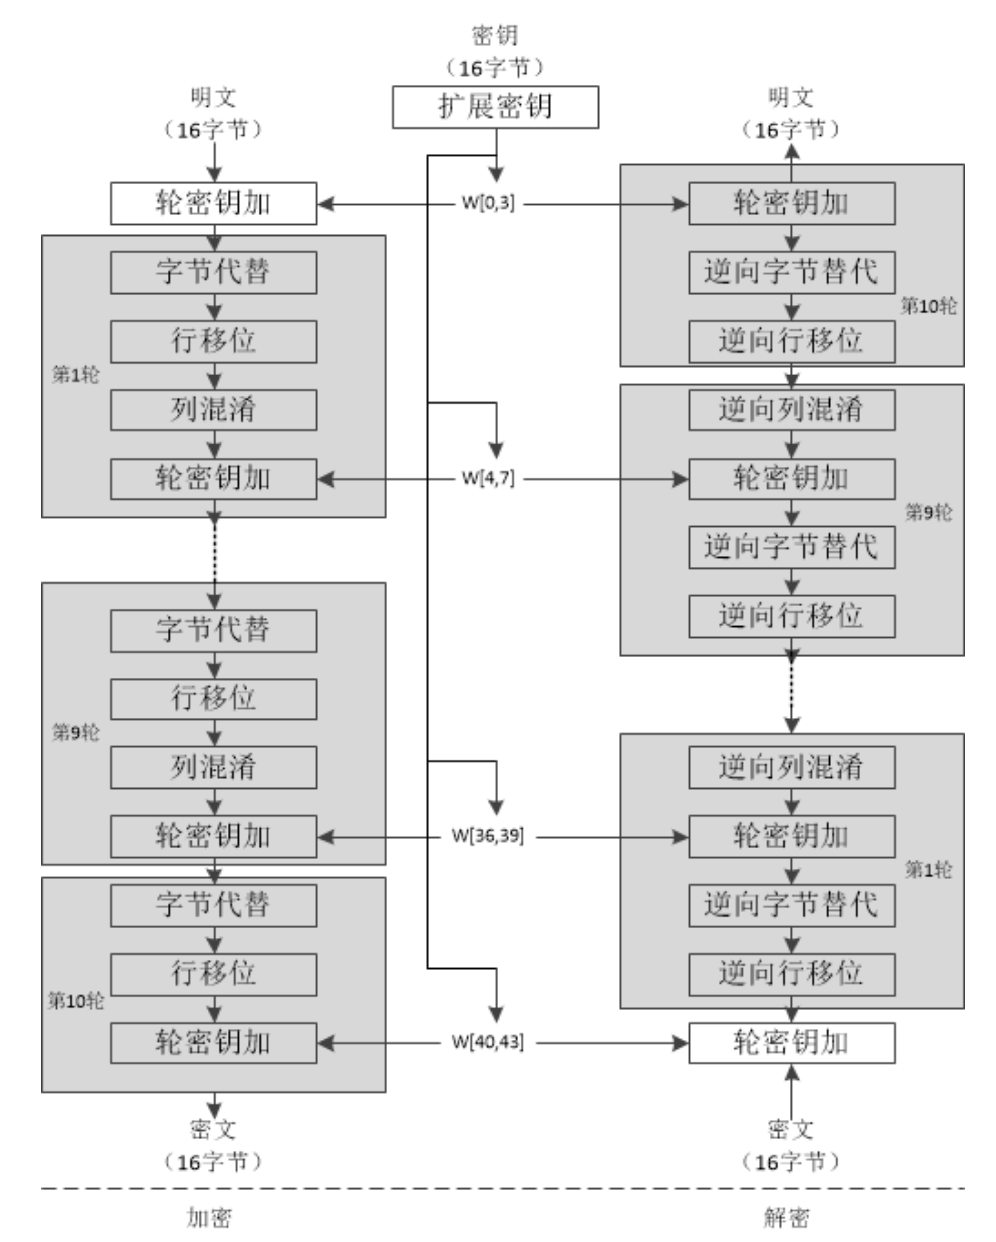 密钥
（16字节）
扩展密钥
明文
（16字节）
轮密钥加
第1轮
字节代替
行移位
列混淆
轮密钥加
第9轮
字节代替
行移位
列混淆
轮密钥加
第10轮
字节代替
行移位
轮密钥加
密文
（16字节）
加密
W[0,3]
W[4,7]
W[36,39]
W[40,43]
明文
（16字节）
轮密钥加
逆向字节替代
第10轮
逆向行移位
逆向列混淆
轮密钥加
第9轮
逆向字节替代
逆向行移位
逆向列混淆
轮密钥加
第1轮
逆向字节替代
逆向行移位
轮密钥加
密文
（16字节）
解密